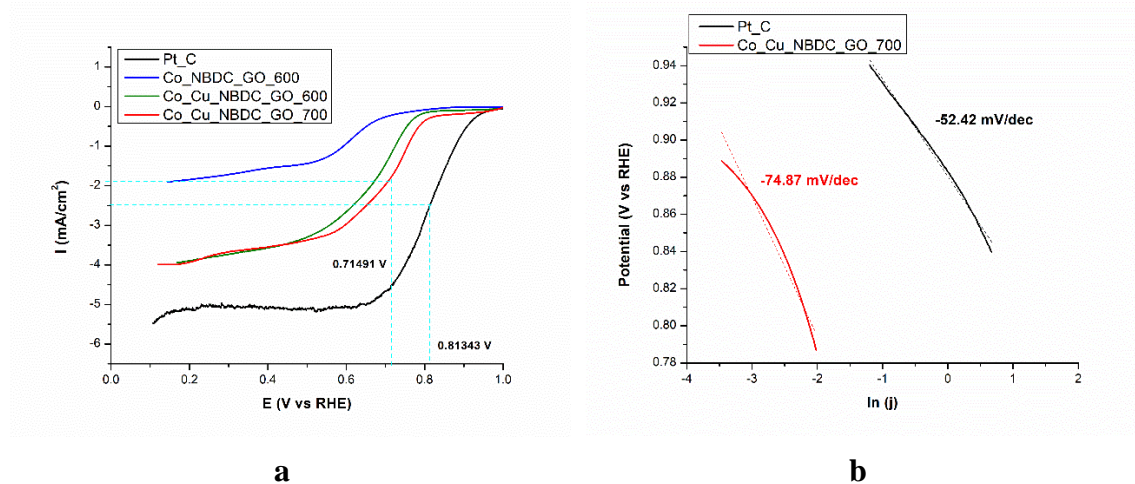 Pt_C
Co_NBDC_GO_600
Co_Cu_NBDC_GO_600
Co_Cu_NBDC_GO_700
1
0
-1
-2
-3
-4
-5
-6
I (mA/cm²)
0.71491 V
0.81343 V
0.0
0.2
0.4
0.6
0.8
1.0
E (V vs RHE)
a
Pt_C
Co_Cu_NBDC_GO_700
0.94
0.92
0.90
0.88
0.86
0.84
0.82
0.80
0.78
Potential (V vs RHE)
-52.42 mV/dec
-74.87 mV/dec
-4
-3
-2
-1
0
1
2
ln (j)
b